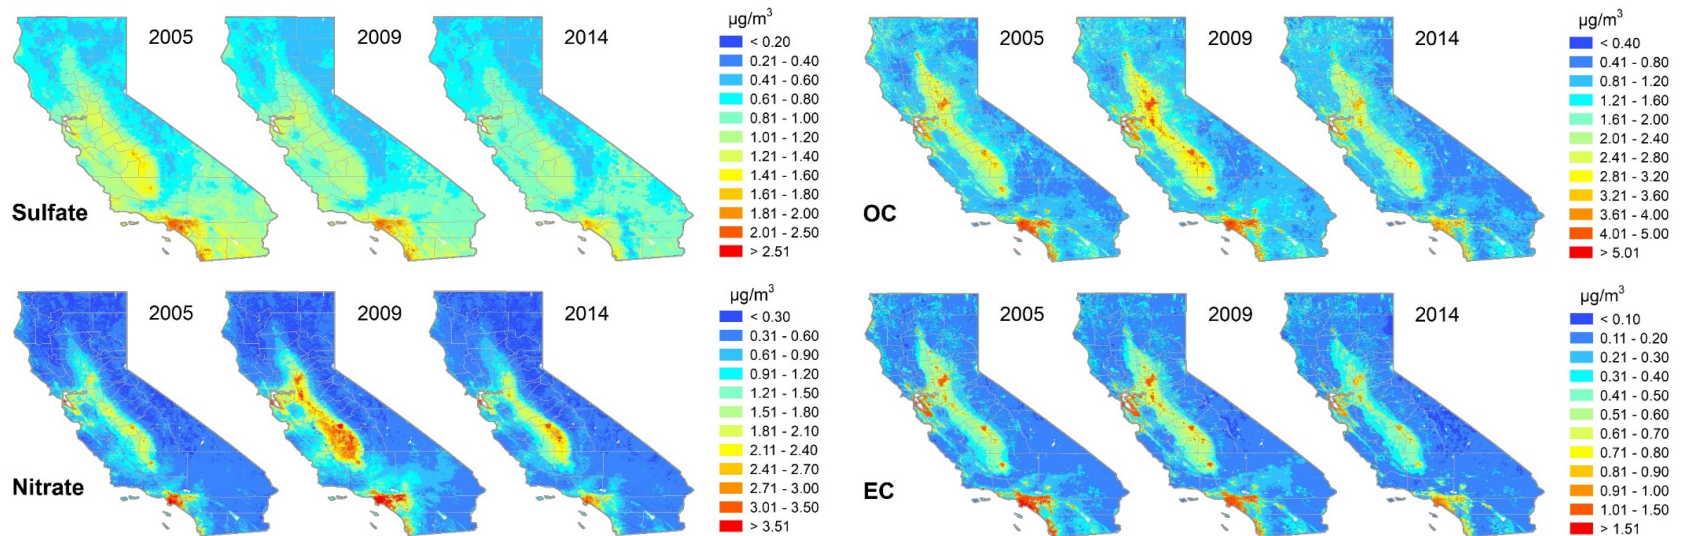 µg/m³
2005 2009 2014
< 0.20
0.21 - 0.40
0.41 - 0.60
0.61 - 0.80
0.81 - 1.00
1.01 - 1.20
1.21 - 1.40
1.41 - 1.60
1.61 - 1.80
1.81 - 2.00
2.01 - 2.50
> 2.51
Sulfate
µg/m³
2005 2009 2014
< 0.40
0.41 - 0.80
0.81 - 1.20
1.21 - 1.60
1.61 - 2.00
2.01 - 2.40
2.41 - 2.80
2.81 - 3.20
3.21 - 3.60
3.61 - 4.00
4.01 - 5.00
> 5.01
OC
µg/m³
2005 2009 2014
< 0.30
0.31 - 0.60
0.61 - 0.90
0.91 - 1.20
1.21 - 1.50
1.51 - 1.80
1.81 - 2.10
2.11 - 2.40
2.41 - 2.70
2.71 - 3.00
3.01 - 3.50
> 3.51
Nitrate
µg/m³
2005 2009 2014
< 0.10
0.11 - 0.20
0.21 - 0.30
0.31 - 0.40
0.41 - 0.50
0.51 - 0.60
0.61 - 0.70
0.71 - 0.80
0.81 - 0.90
0.91 - 1.00
1.01 - 1.50
> 1.51
EC